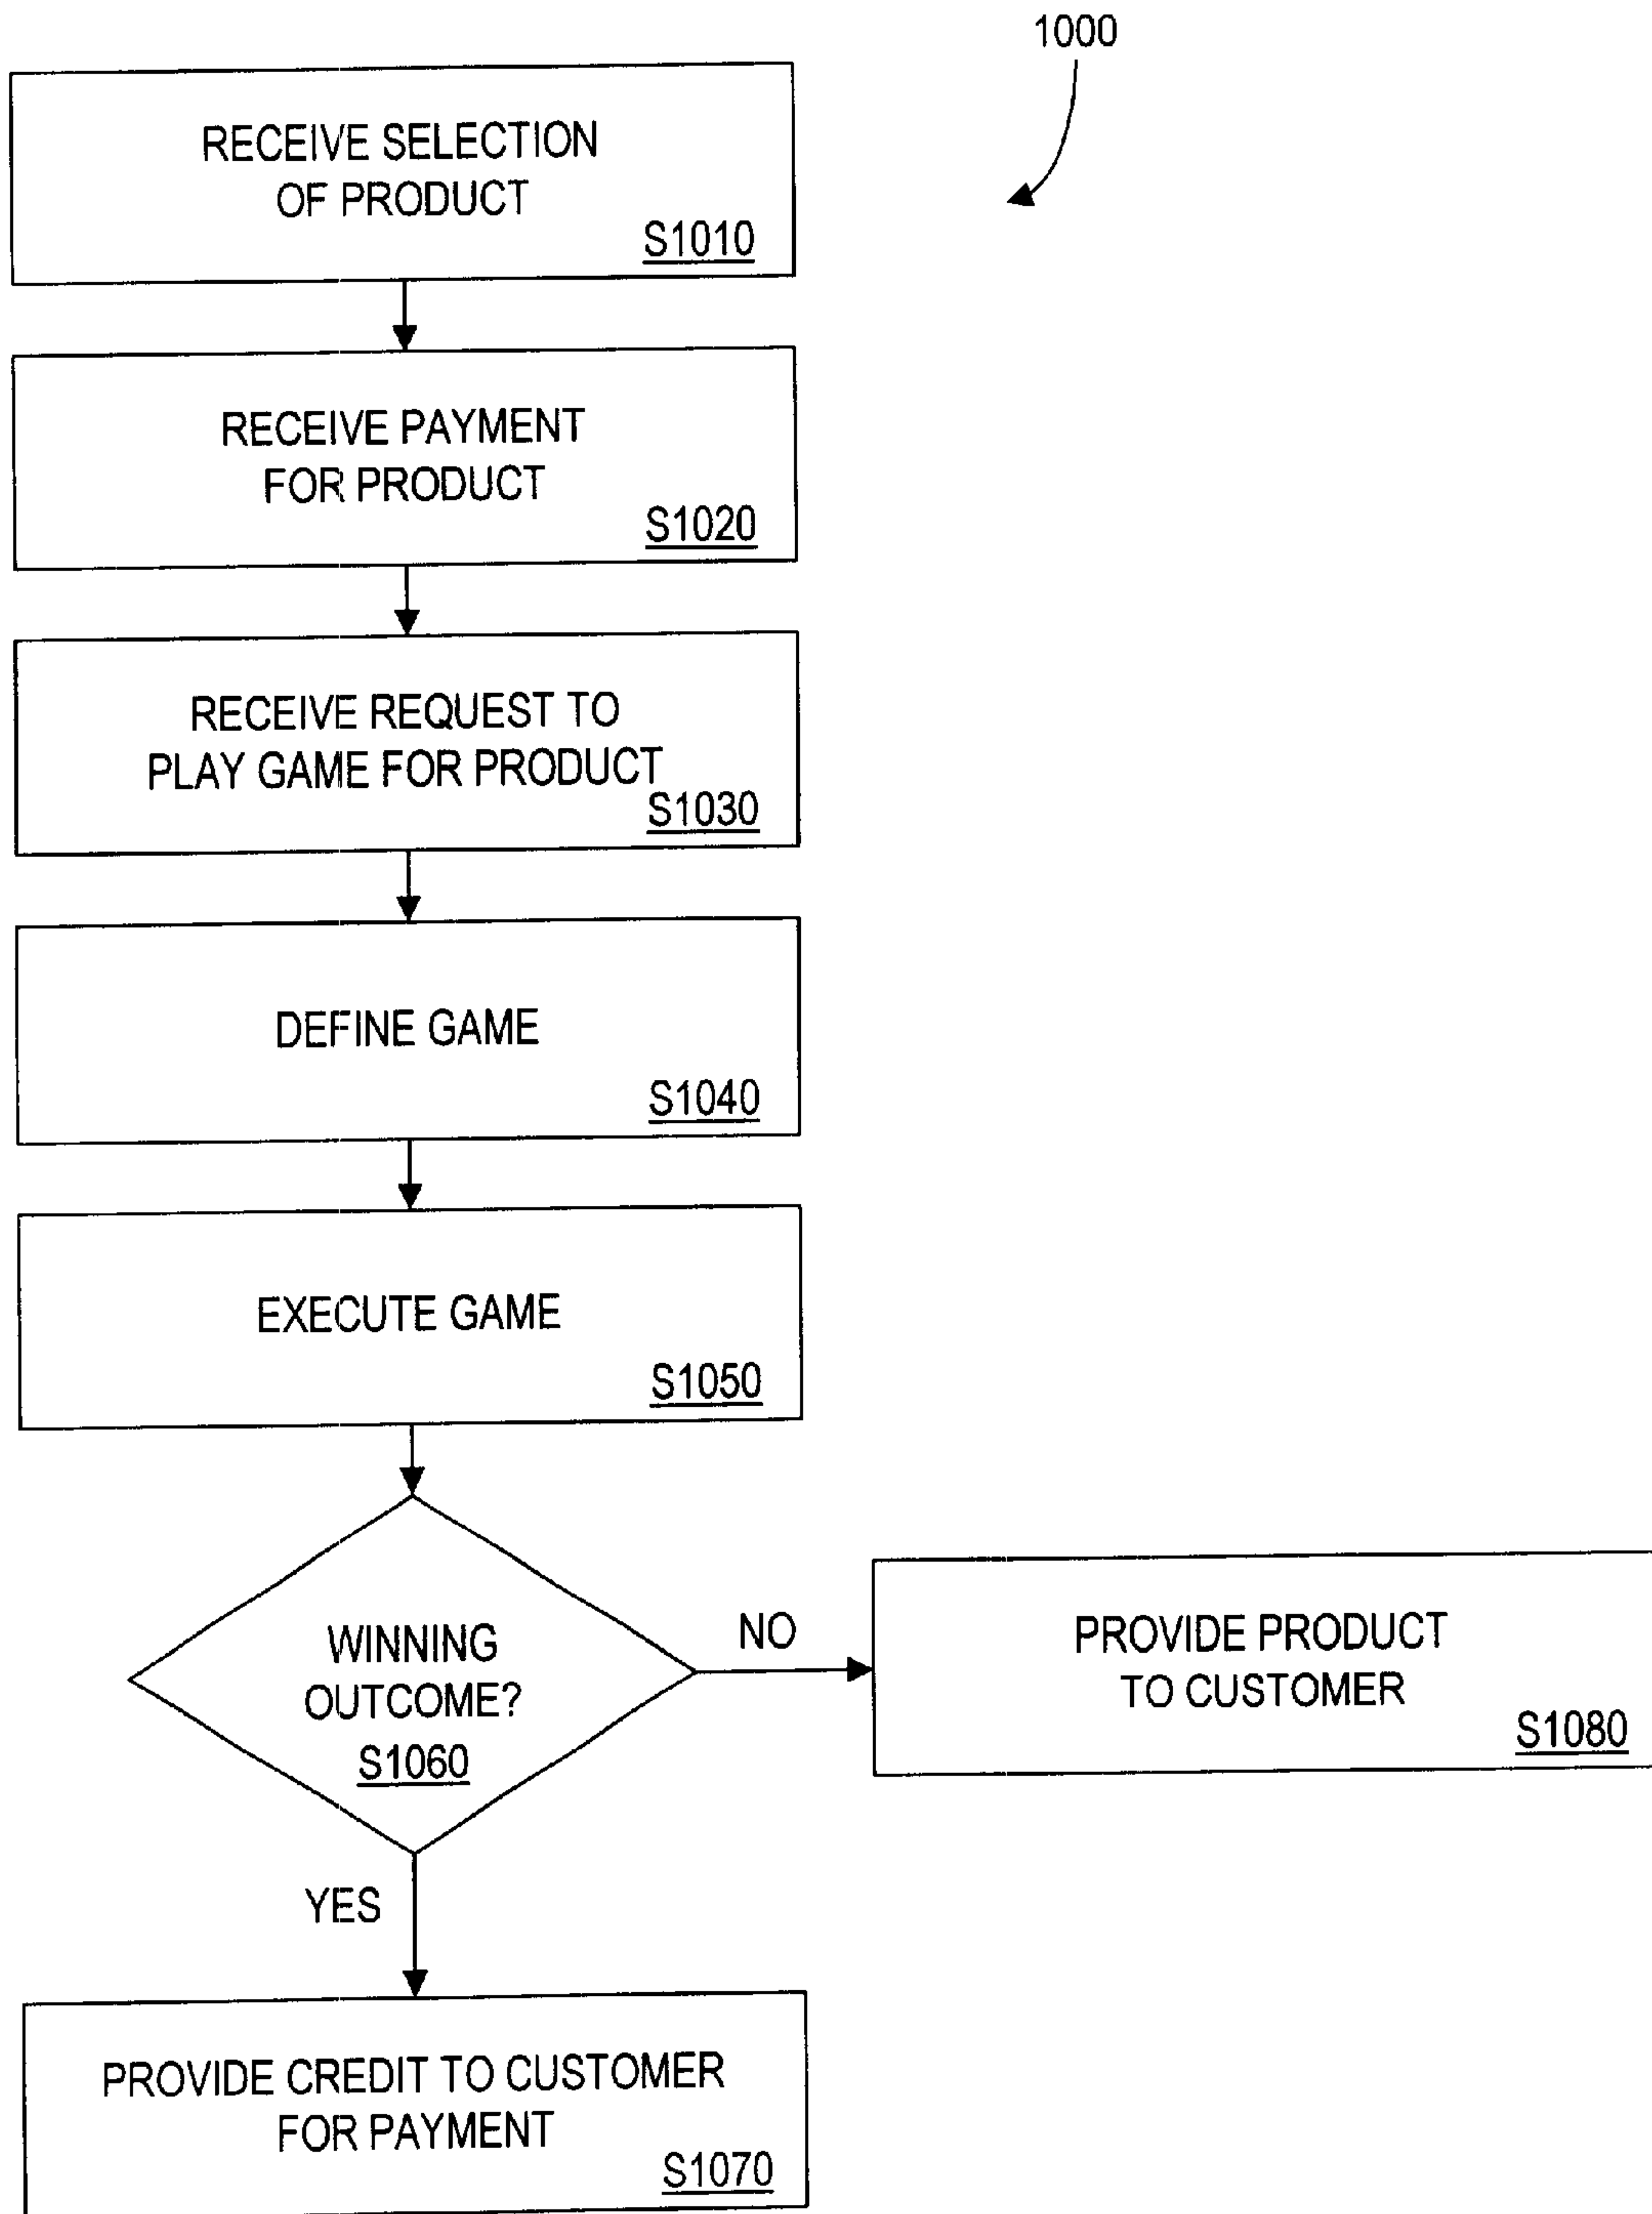 1000
RECEIVE SELECTION
OF PRODUCT
S1010
RECEIVE PAYMENT
FOR PRODUCT
S1020
RECEIVE REQUEST TO
PLAY GAME FOR PRODUCT
S1030
DEFINE GAME
S1040
EXECUTE GAME
S1050
WINNING
OUTCOME?
S1060
NO
PROVIDE PRODUCT
TO CUSTOMER
S1080
YES
PROVIDE CREDIT TO CUSTOMER
FOR PAYMENT
S1070